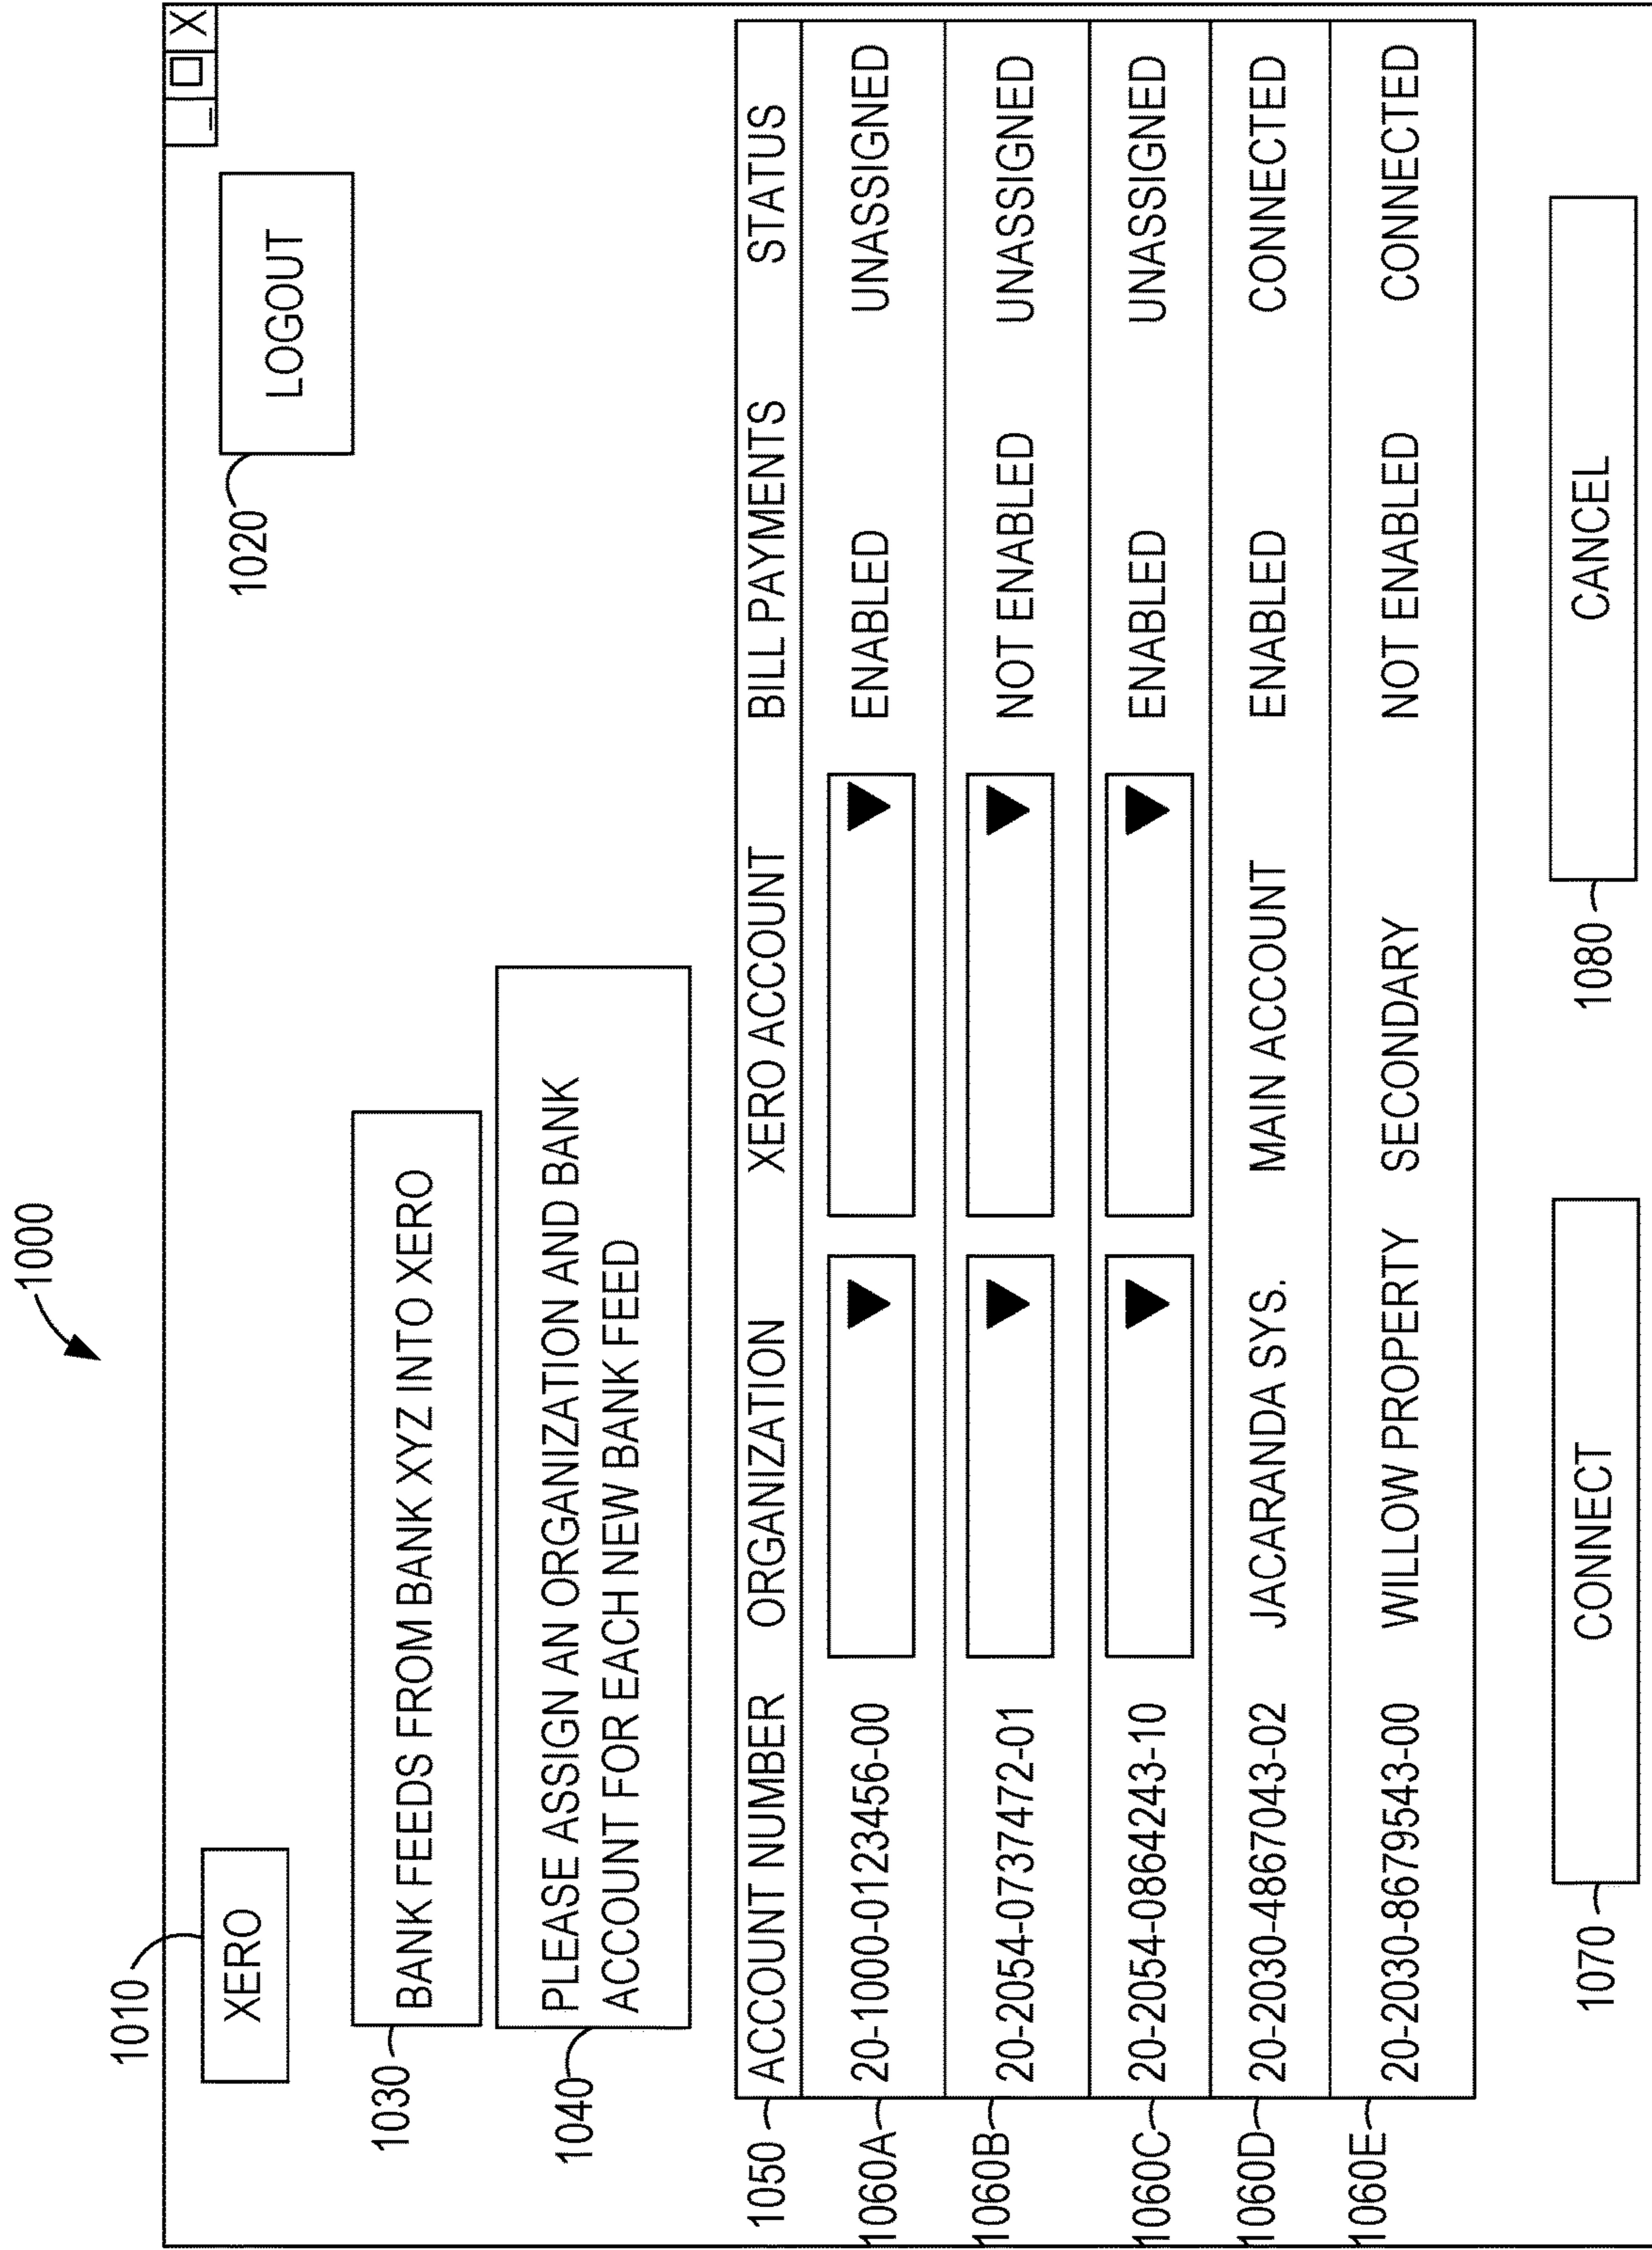 1000
1010
XERO
_ X
1020
LOGOUT
1030
BANK FEEDS FROM BANK XYZ INTO XERO
1040
PLEASE ASSIGN AN ORGANIZATION AND BANK
ACCOUNT FOR EACH NEW BANK FEED
1050 ACCOUNT NUMBER ORGANIZATION XERO ACCOUNT BILL PAYMENTS STATUS
1060A 20-1000-0123456-00 ENABLED UNASSIGNED
1060B 20-2054-0737472-01 NOT ENABLED UNASSIGNED
1060C 20-2054-0864243-10 ENABLED UNASSIGNED
1060D 20-2030-4867043-02 JACARANDA SYS. MAIN ACCOUNT ENABLED CONNECTED
1060E 20-2030-8679543-00 WILLOW PROPERTY SECONDARY NOT ENABLED CONNECTED
1070 CONNECT 1080 CANCEL